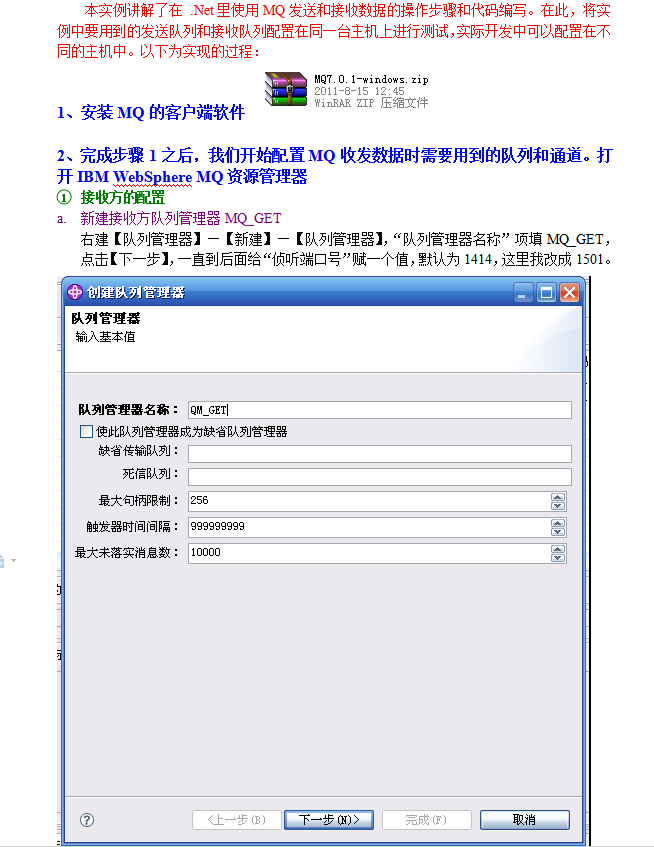 本实例讲解了在 .Net 里使用 MQ 发送和接收数据的操作步骤和代码编写。在此，将实
例中要用到的发送队列和接收队列配置在同一台主机上进行测试，实际开发中可以配置在不
同的主机中。以下为实现的过程：
MQ7.0.1-windows.zip
2011-8-15 12:45
WinRAR ZIP 压缩文件
1、安装 MQ 的客户端软件
2、完成步骤 1 之后，我们开始配置 MQ 收发数据时需要用到的队列和通道。打
开 IBM WebSphere MQ 资源管理器
① 接收方的配置
a. 新建接收方队列管理器 MQ_GET
右建【队列管理器】—【新建】—【队列管理器】，“队列管理器名称”项填 MQ_GET，
点击【下一步】，一直到后面给“侦听端口号”赋一个值，默认为 1414，这里我改成 1501。
创建队列管理器
队列管理器
输入基本值
队列管理器名称：QM_GET
使此队列管理器成为缺省队列管理器
缺省传输队列：
死信队列：
最大句柄限制：256
触发器时间间隔：999999999
最大未落实消息数：10000
<上一步(B) 下一步(N)> 完成(F) 取消